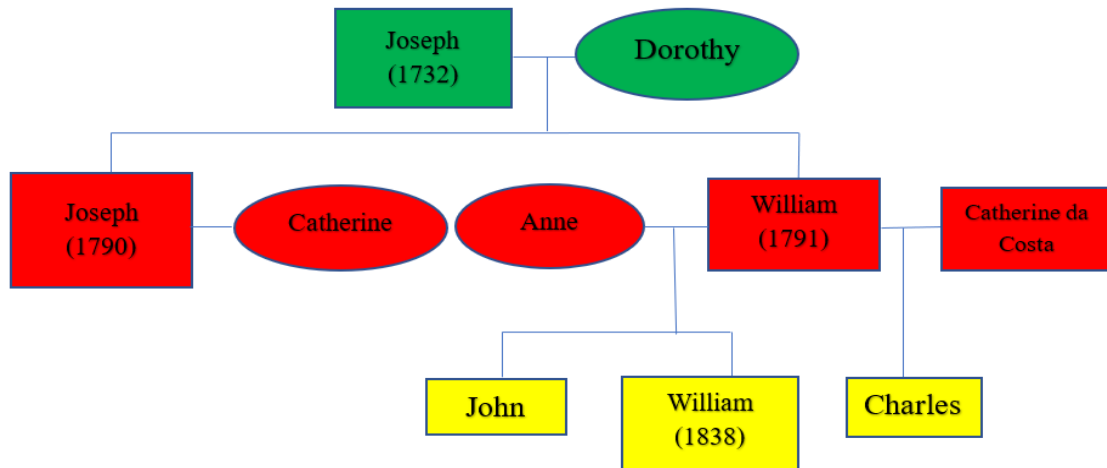 Joseph
(1732)
Dorothy
Joseph
(1790)
Catherine
Anne
William
(1791)
Catherine da
Costa
John
William
(1838)
Charles